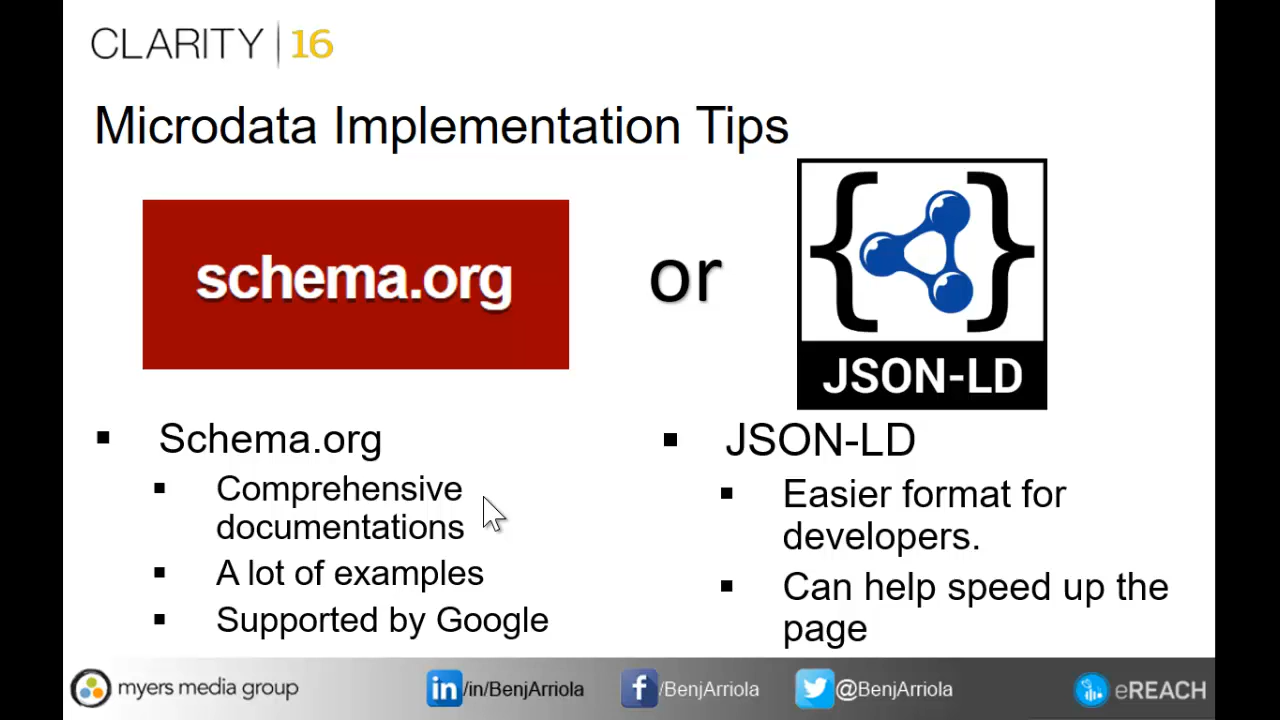 CLARITY | 16
Microdata Implementation Tips
schema.org
or
JSON-LD
Schema.org
Comprehensive
documentations
A lot of examples
Supported by Google
JSON-LD
Easier format for
developers.
Can help speed up the
page
myers media group
in/in/BenjArriola
f/BenjArriola
@BenjArriola
eREACH